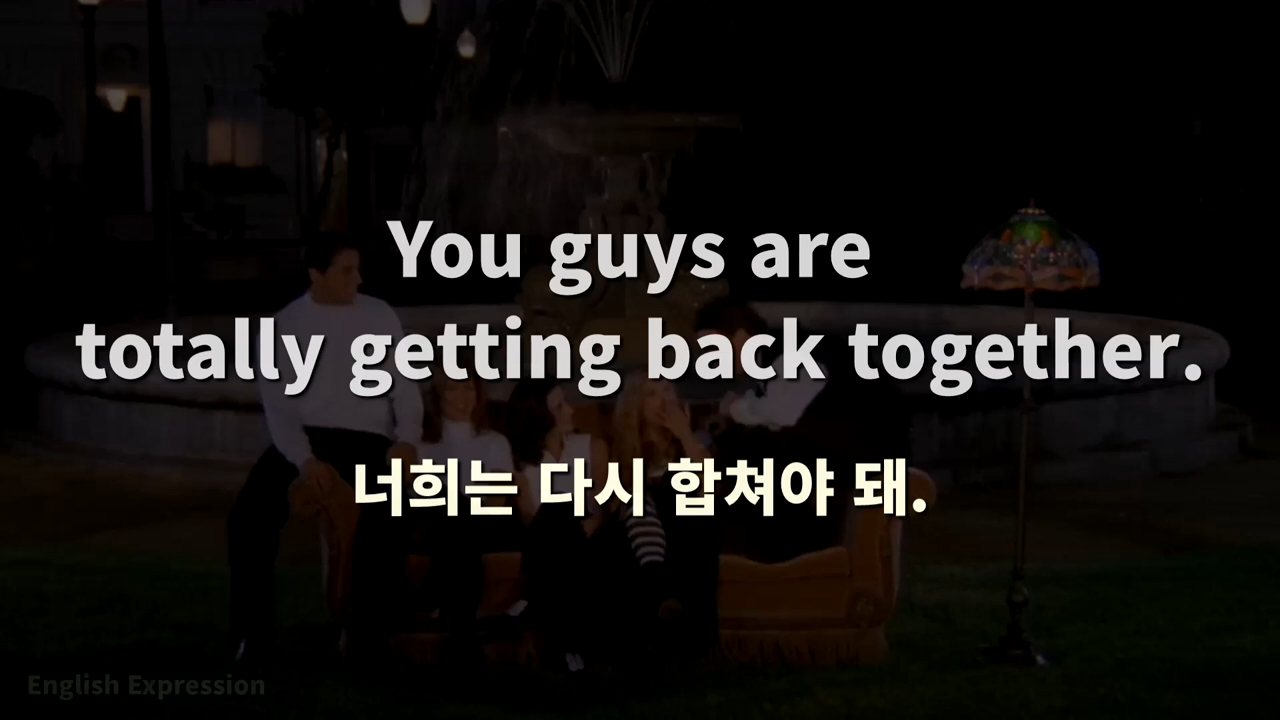 You guys are
totally getting back together.
너희는 다시 합쳐야 돼.
English Expression